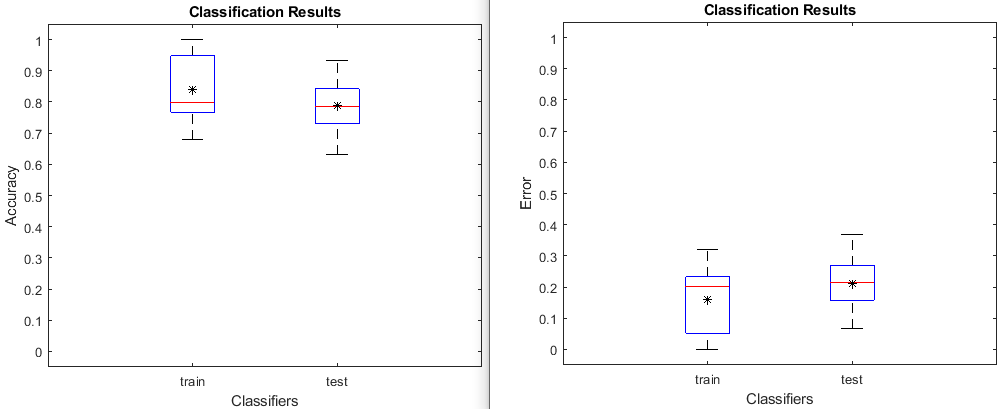 Classification Results
Accuracy
1
0.9
0.8
0.7
0.6
0.5
0.4
0.3
0.2
0.1
0
train test
Classifiers
Classification Results
Error
1
0.9
0.8
0.7
0.6
0.5
0.4
0.3
0.2
0.1
0
train test
Classifiers